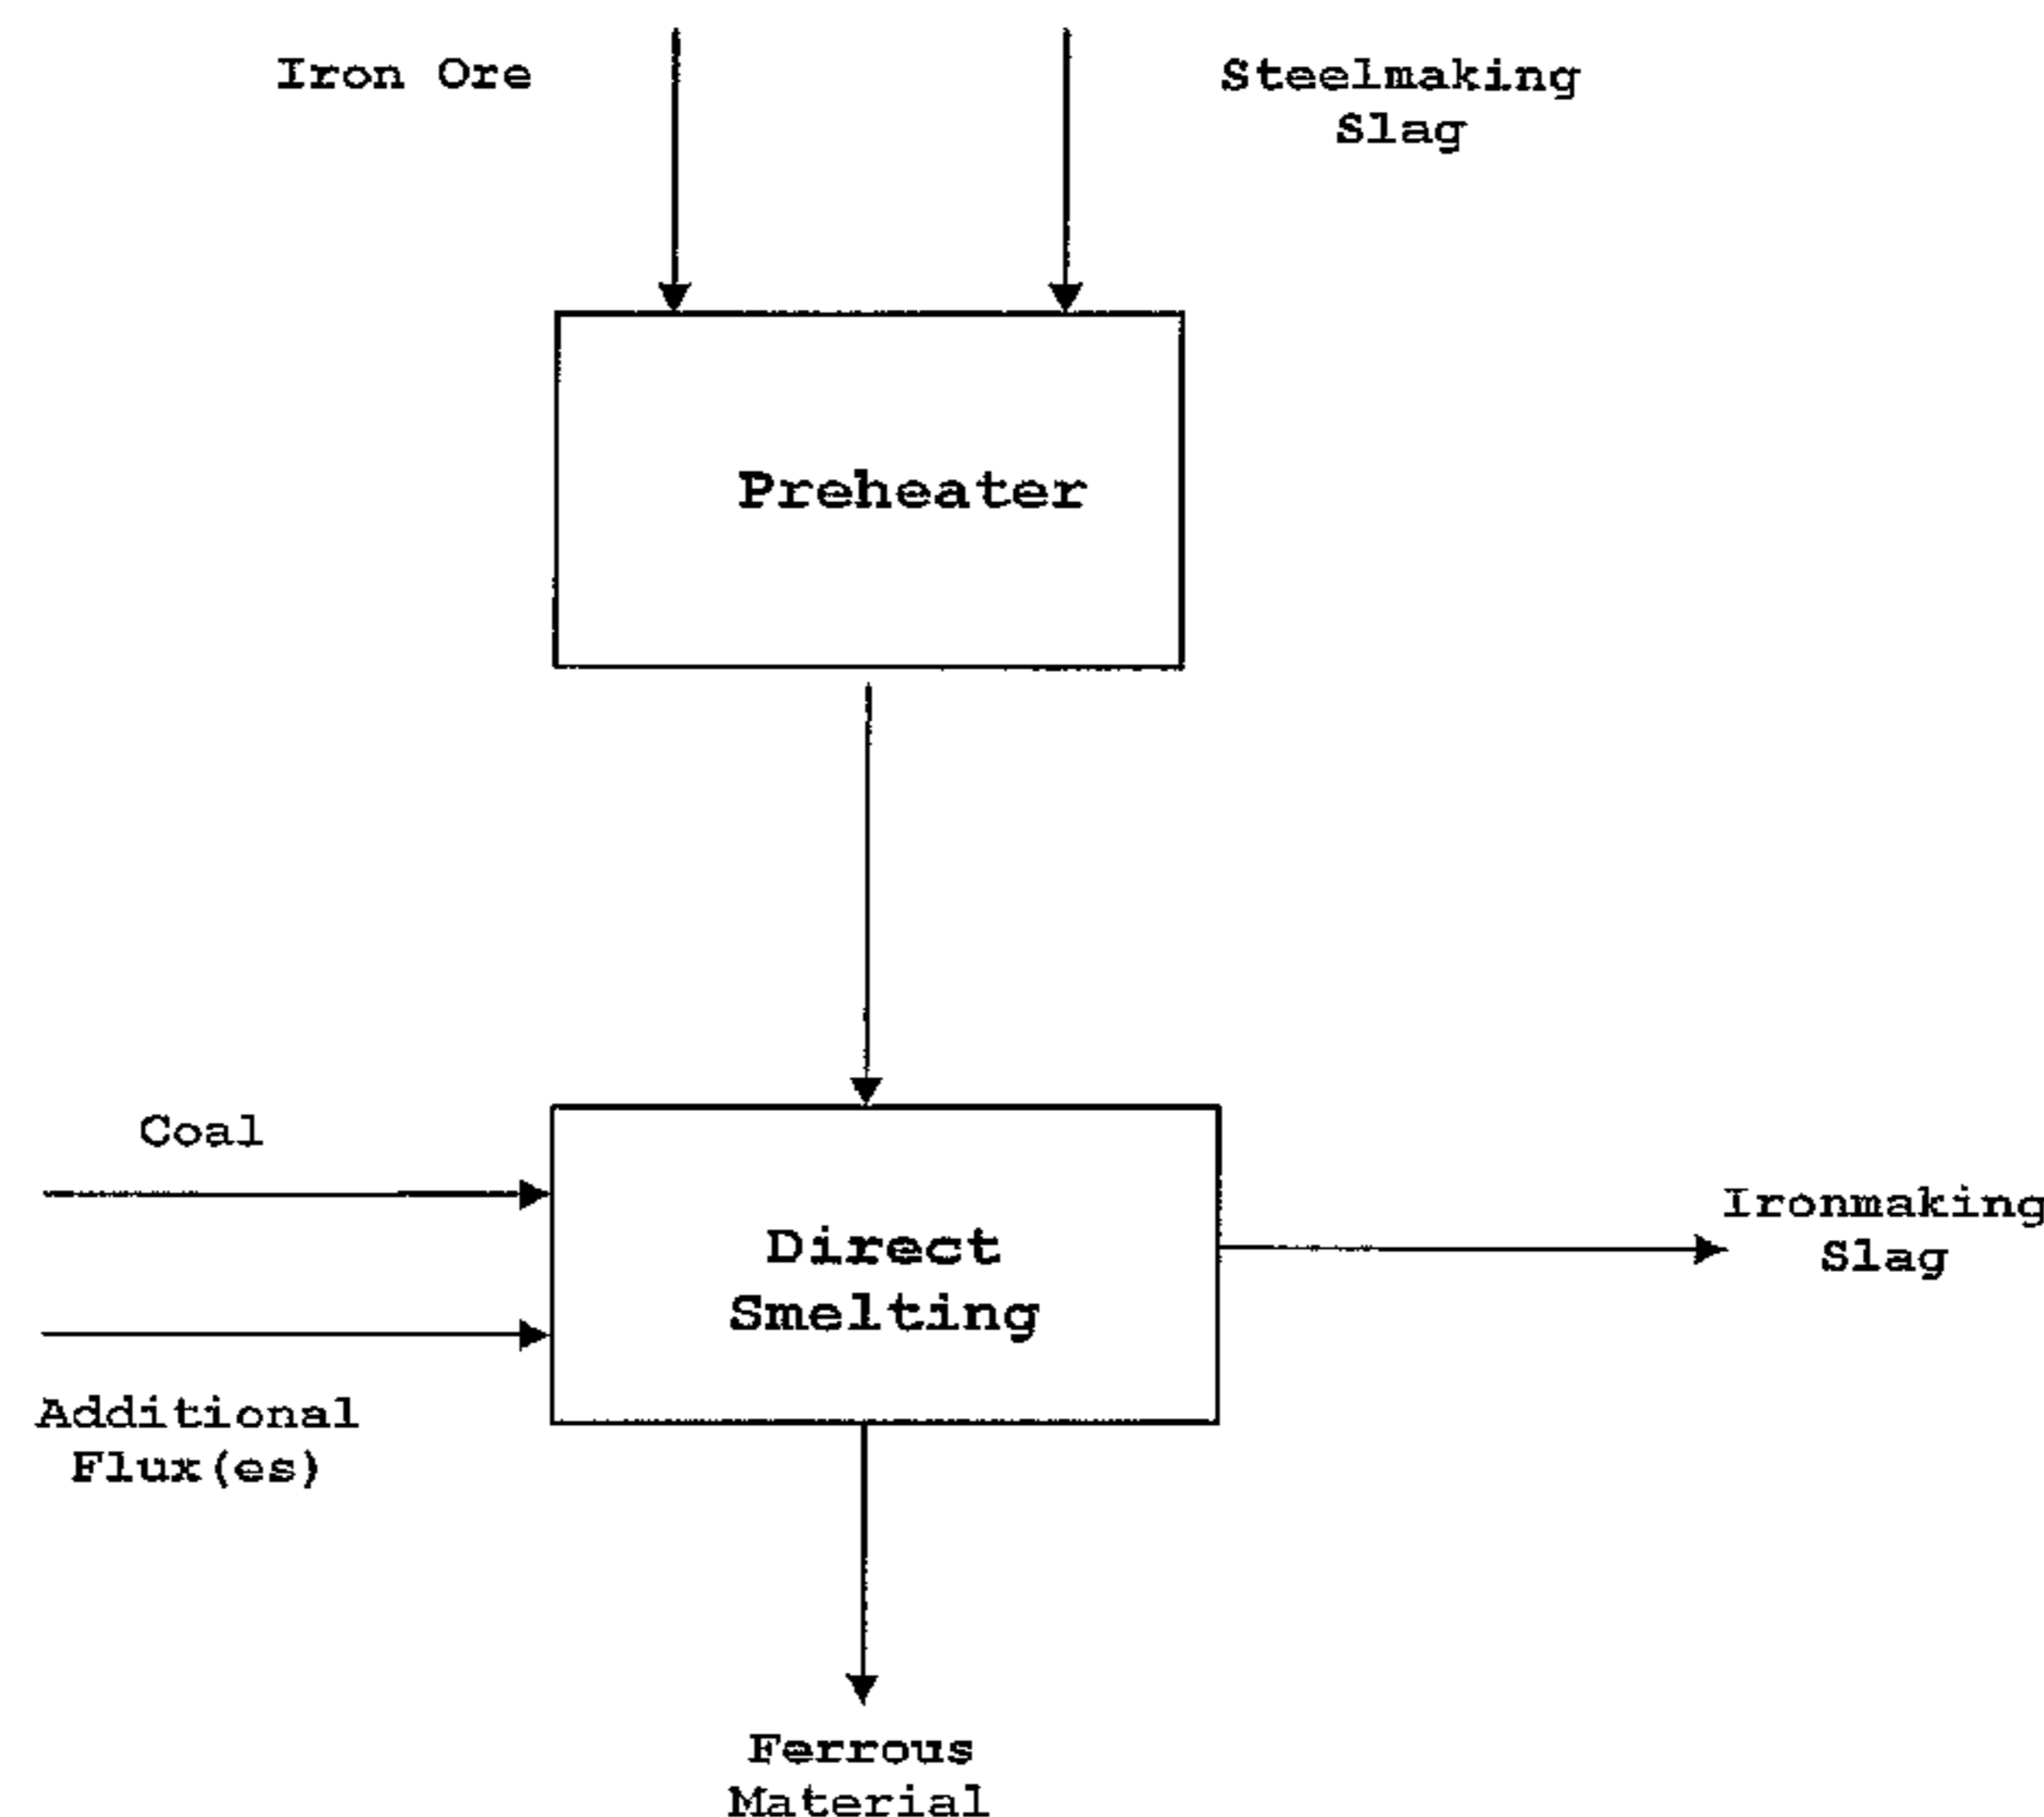 Iron Ore
Steelmaking
Slag
Preheater
Coal
Direct
Smelting
Additional
Flux(es)
Ironmaking
Slag
Ferrous
Material